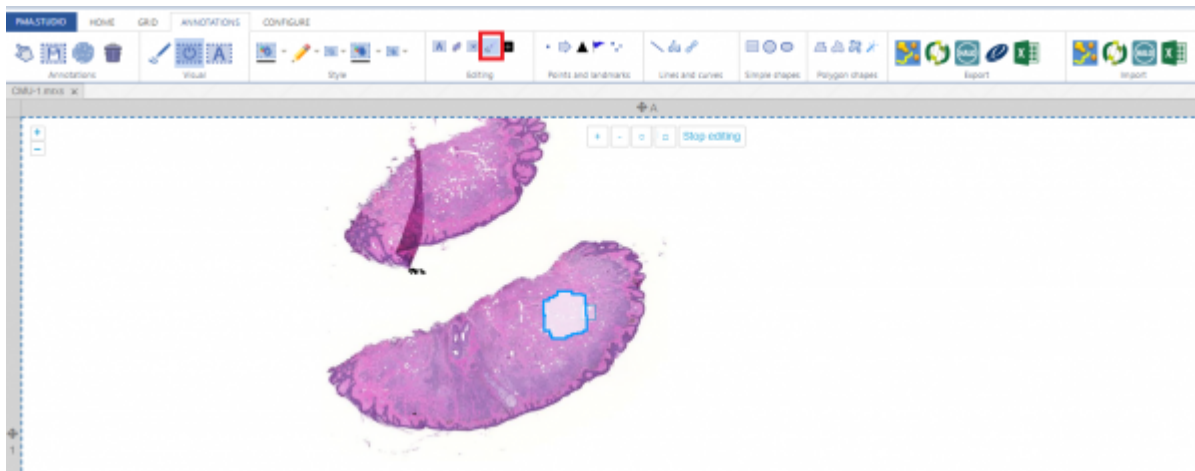 PMA.STUDIO HOME GRID ANNOTATIONS CONFIGURE
A A
Annotations Visual Style Editing Points and landmarks Lines and curves Simple shapes Polygon shapes Export Import
CMU-1.mrxs x
A
+ + - Stop editing
-
1